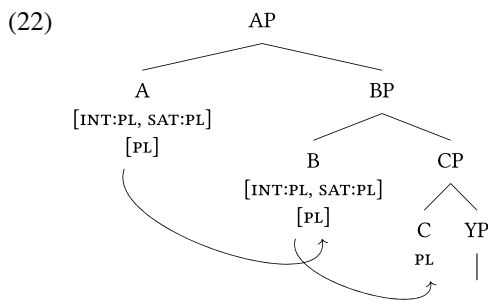 (22) AP
A BP
[INT:PL, SAT:PL]
[PL]
B CP
[INT:PL, SAT:PL]
[PL]
C YP
PL